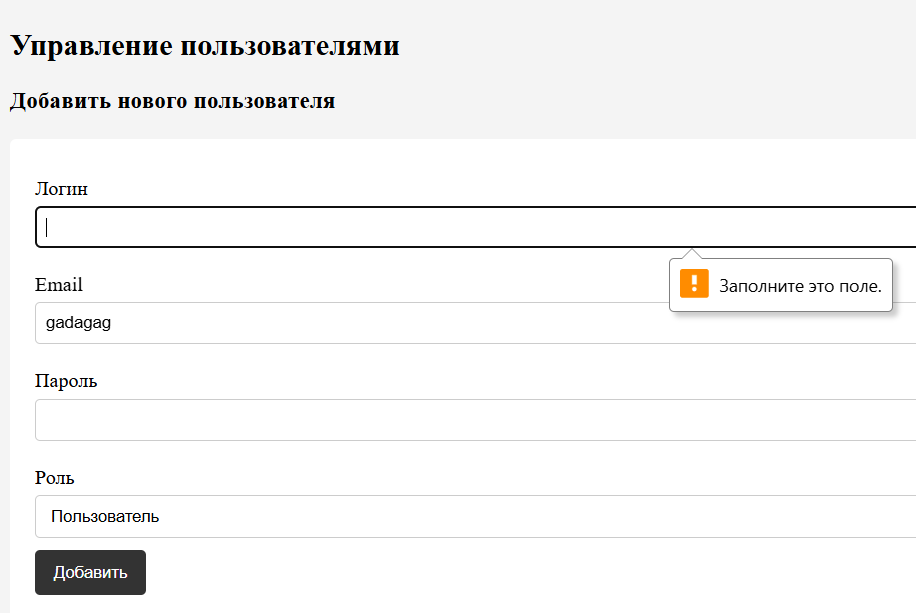 Управление пользователями
Добавить нового пользователя
Логин
Заполните это поле.
Email
gadagag
Пароль
Роль
Пользователь
Добавить